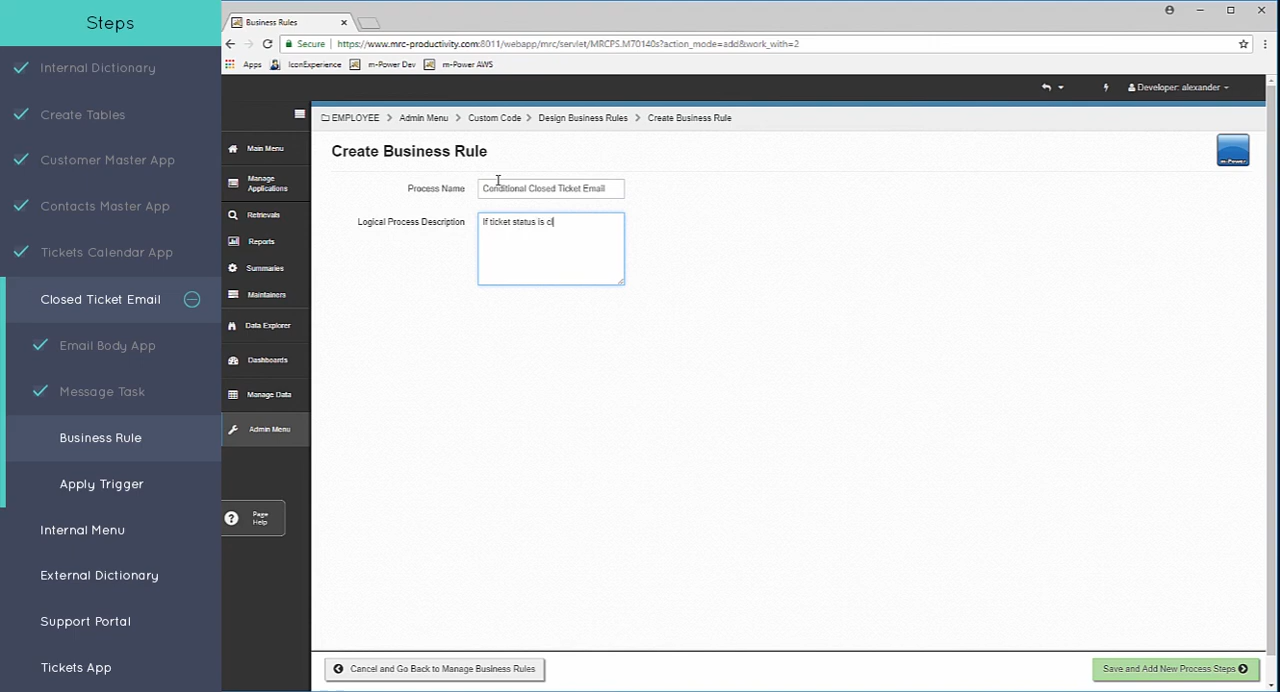 Steps
Internal Dictionary
Create Tables
Customer Master App
Contacts Master App
Tickets Calendar App
Closed Ticket Email
Email Body App
Message Task
Business Rule
Apply Trigger
Internal Menu
External Dictionary
Support Portal
Tickets App
Business Rules
Secure
https://www.mrc-productivity.com:8011/webapp/mrc/servlet/MRCPS.M70140s?action_mode=add&work_with=2
Apps IconExperience m-Power Dev m-Power AWS
Developer: alexander
Main Menu
Manage
Applications
Retrievals
Reports
Summaries
Maintainers
Data Explorer
Dashboards
Manage Data
Admin Menu
? Page
Help
EMPLOYEE > Admin Menu > Custom Code > Design Business Rules > Create Business Rule
Create Business Rule
m-Power
Process Name Conditional Closed Ticket Email
Logical Process Description If ticket status is cl
Cancel and Go Back to Manage Business Rules
Save and Add New Process Steps